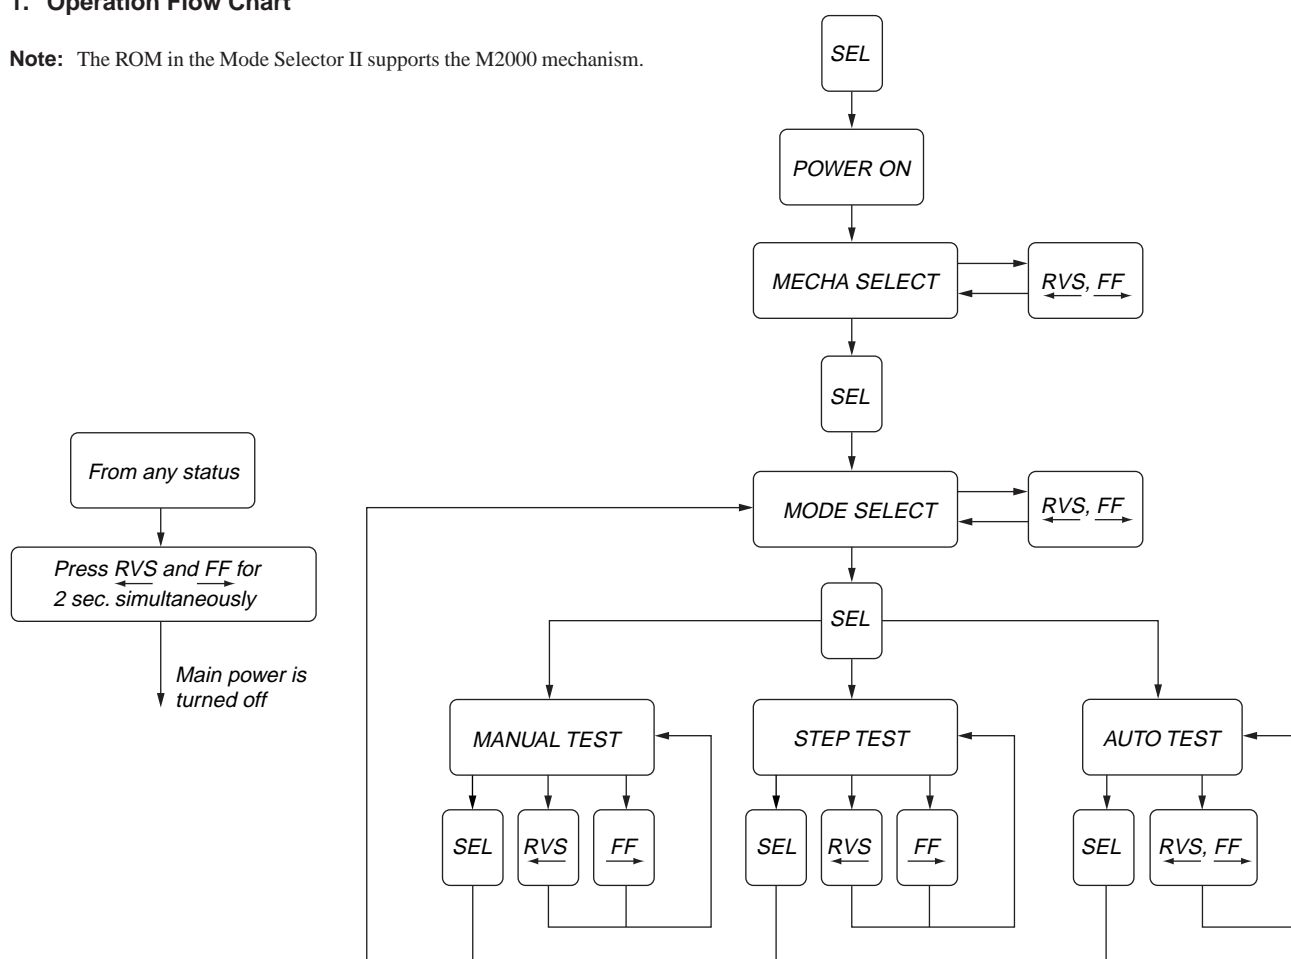 1. Operation Flow Chart
Note: The ROM in the Mode Selector II supports the M2000 mechanism.
SEL
POWER ON
MECHA SELECT
RVS, FF
SEL
MODE SELECT
RVS, FF
SEL
From any status
Press RVS and FF for
2 sec. simultaneously
Main power is
turned off
MANUAL TEST
STEP TEST
AUTO TEST
SEL
RVS
FF
SEL
RVS
FF
SEL
RVS, FF